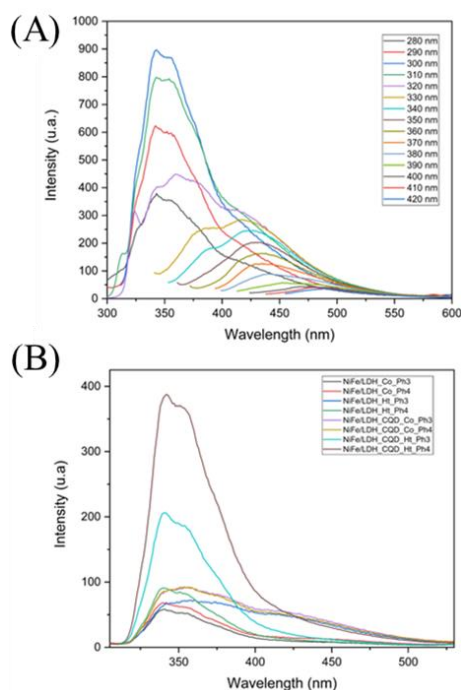 (A)
1000
900
800
700
600
500
400
300
200
100
0
Intensity (u.a.)
280 nm
290 nm
300 nm
310 nm
320 nm
330 nm
340 nm
350 nm
360 nm
370 nm
380 nm
390 nm
400 nm
410 nm
420 nm
300 350 400 450 500 550 600
Wavelength (nm)
(B)
400
300
200
100
0
Intensity (u.a)
NiFe/LDH_Co_Ph3
NiFe/LDH_Co_Ph4
NiFe/LDH_Ht_Ph3
NiFe/LDH_Ht_Ph4
NiFe/LDH_CQD_Co_Ph3
NiFe/LDH_CQD_Co_Ph4
NiFe/LDH_CQD_Ht_Ph3
NiFe/LDH_CQD_Ht_Ph4
350 400 450 500
Wavelength (nm)